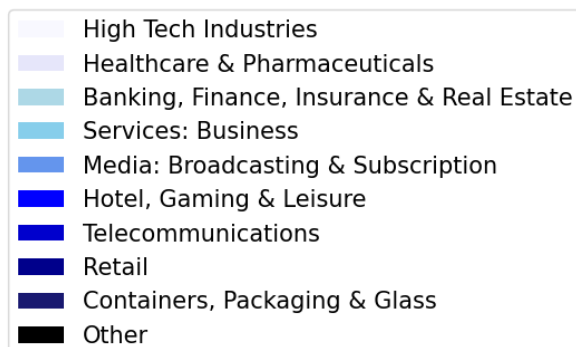 High Tech Industries
Healthcare & Pharmaceuticals
Banking, Finance, Insurance & Real Estate
Services: Business
Media: Broadcasting & Subscription
Hotel, Gaming & Leisure
Telecommunications
Retail
Containers, Packaging & Glass
Other